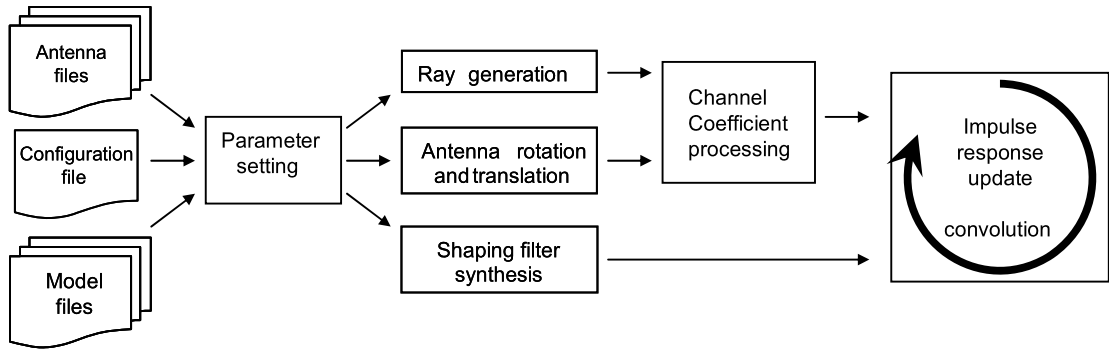 Antenna
files
Configuration
file
Model
files
Parameter
setting
Ray generation
Antenna rotation
and translation
Shaping filter
synthesis
Channel
Coefficient
processing
Impulse
response
update
convolution